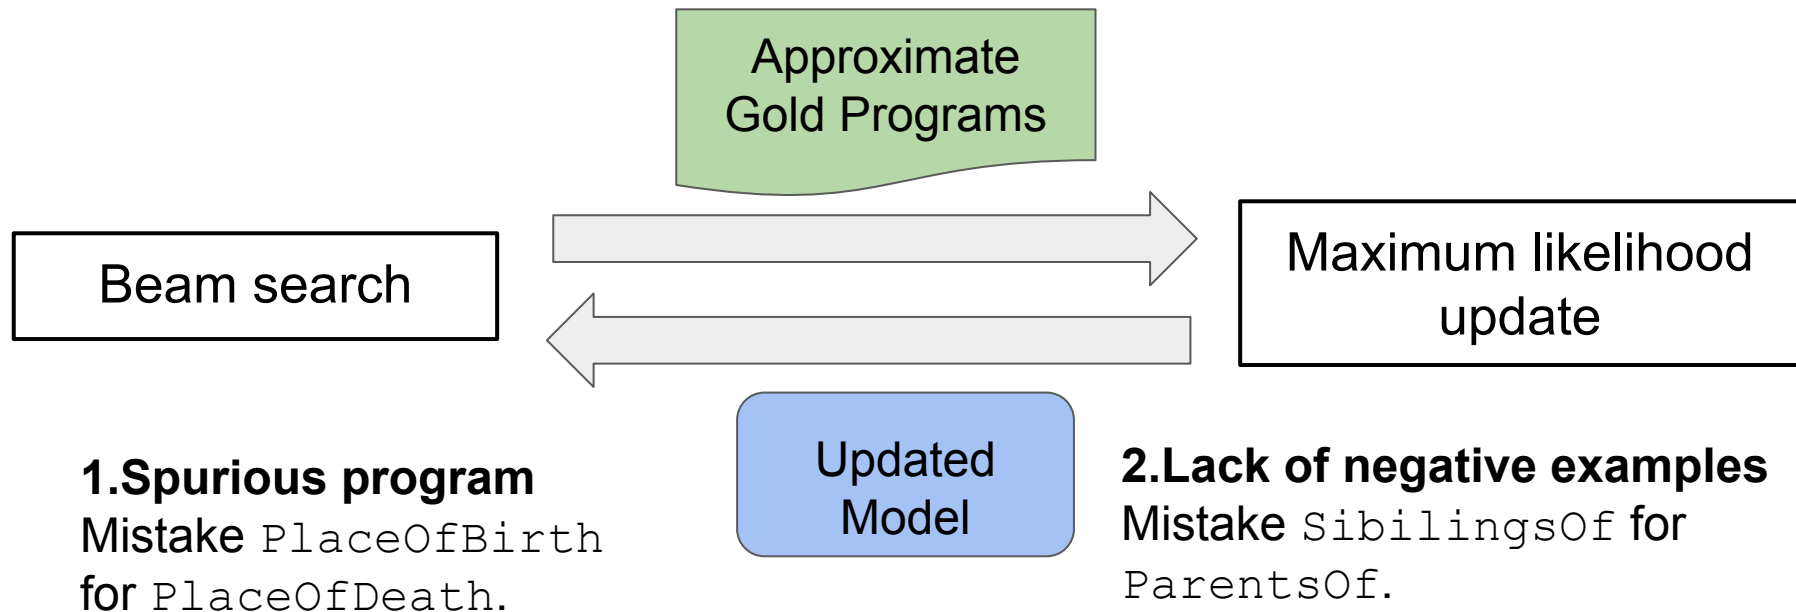 Approximate
Gold Programs
Beam search
Maximum likelihood
update
Updated
Model
1.Spurious program
Mistake PlaceOfBirth
for PlaceOfDeath.
2.Lack of negative examples
Mistake SibilingsOf for
ParentsOf.